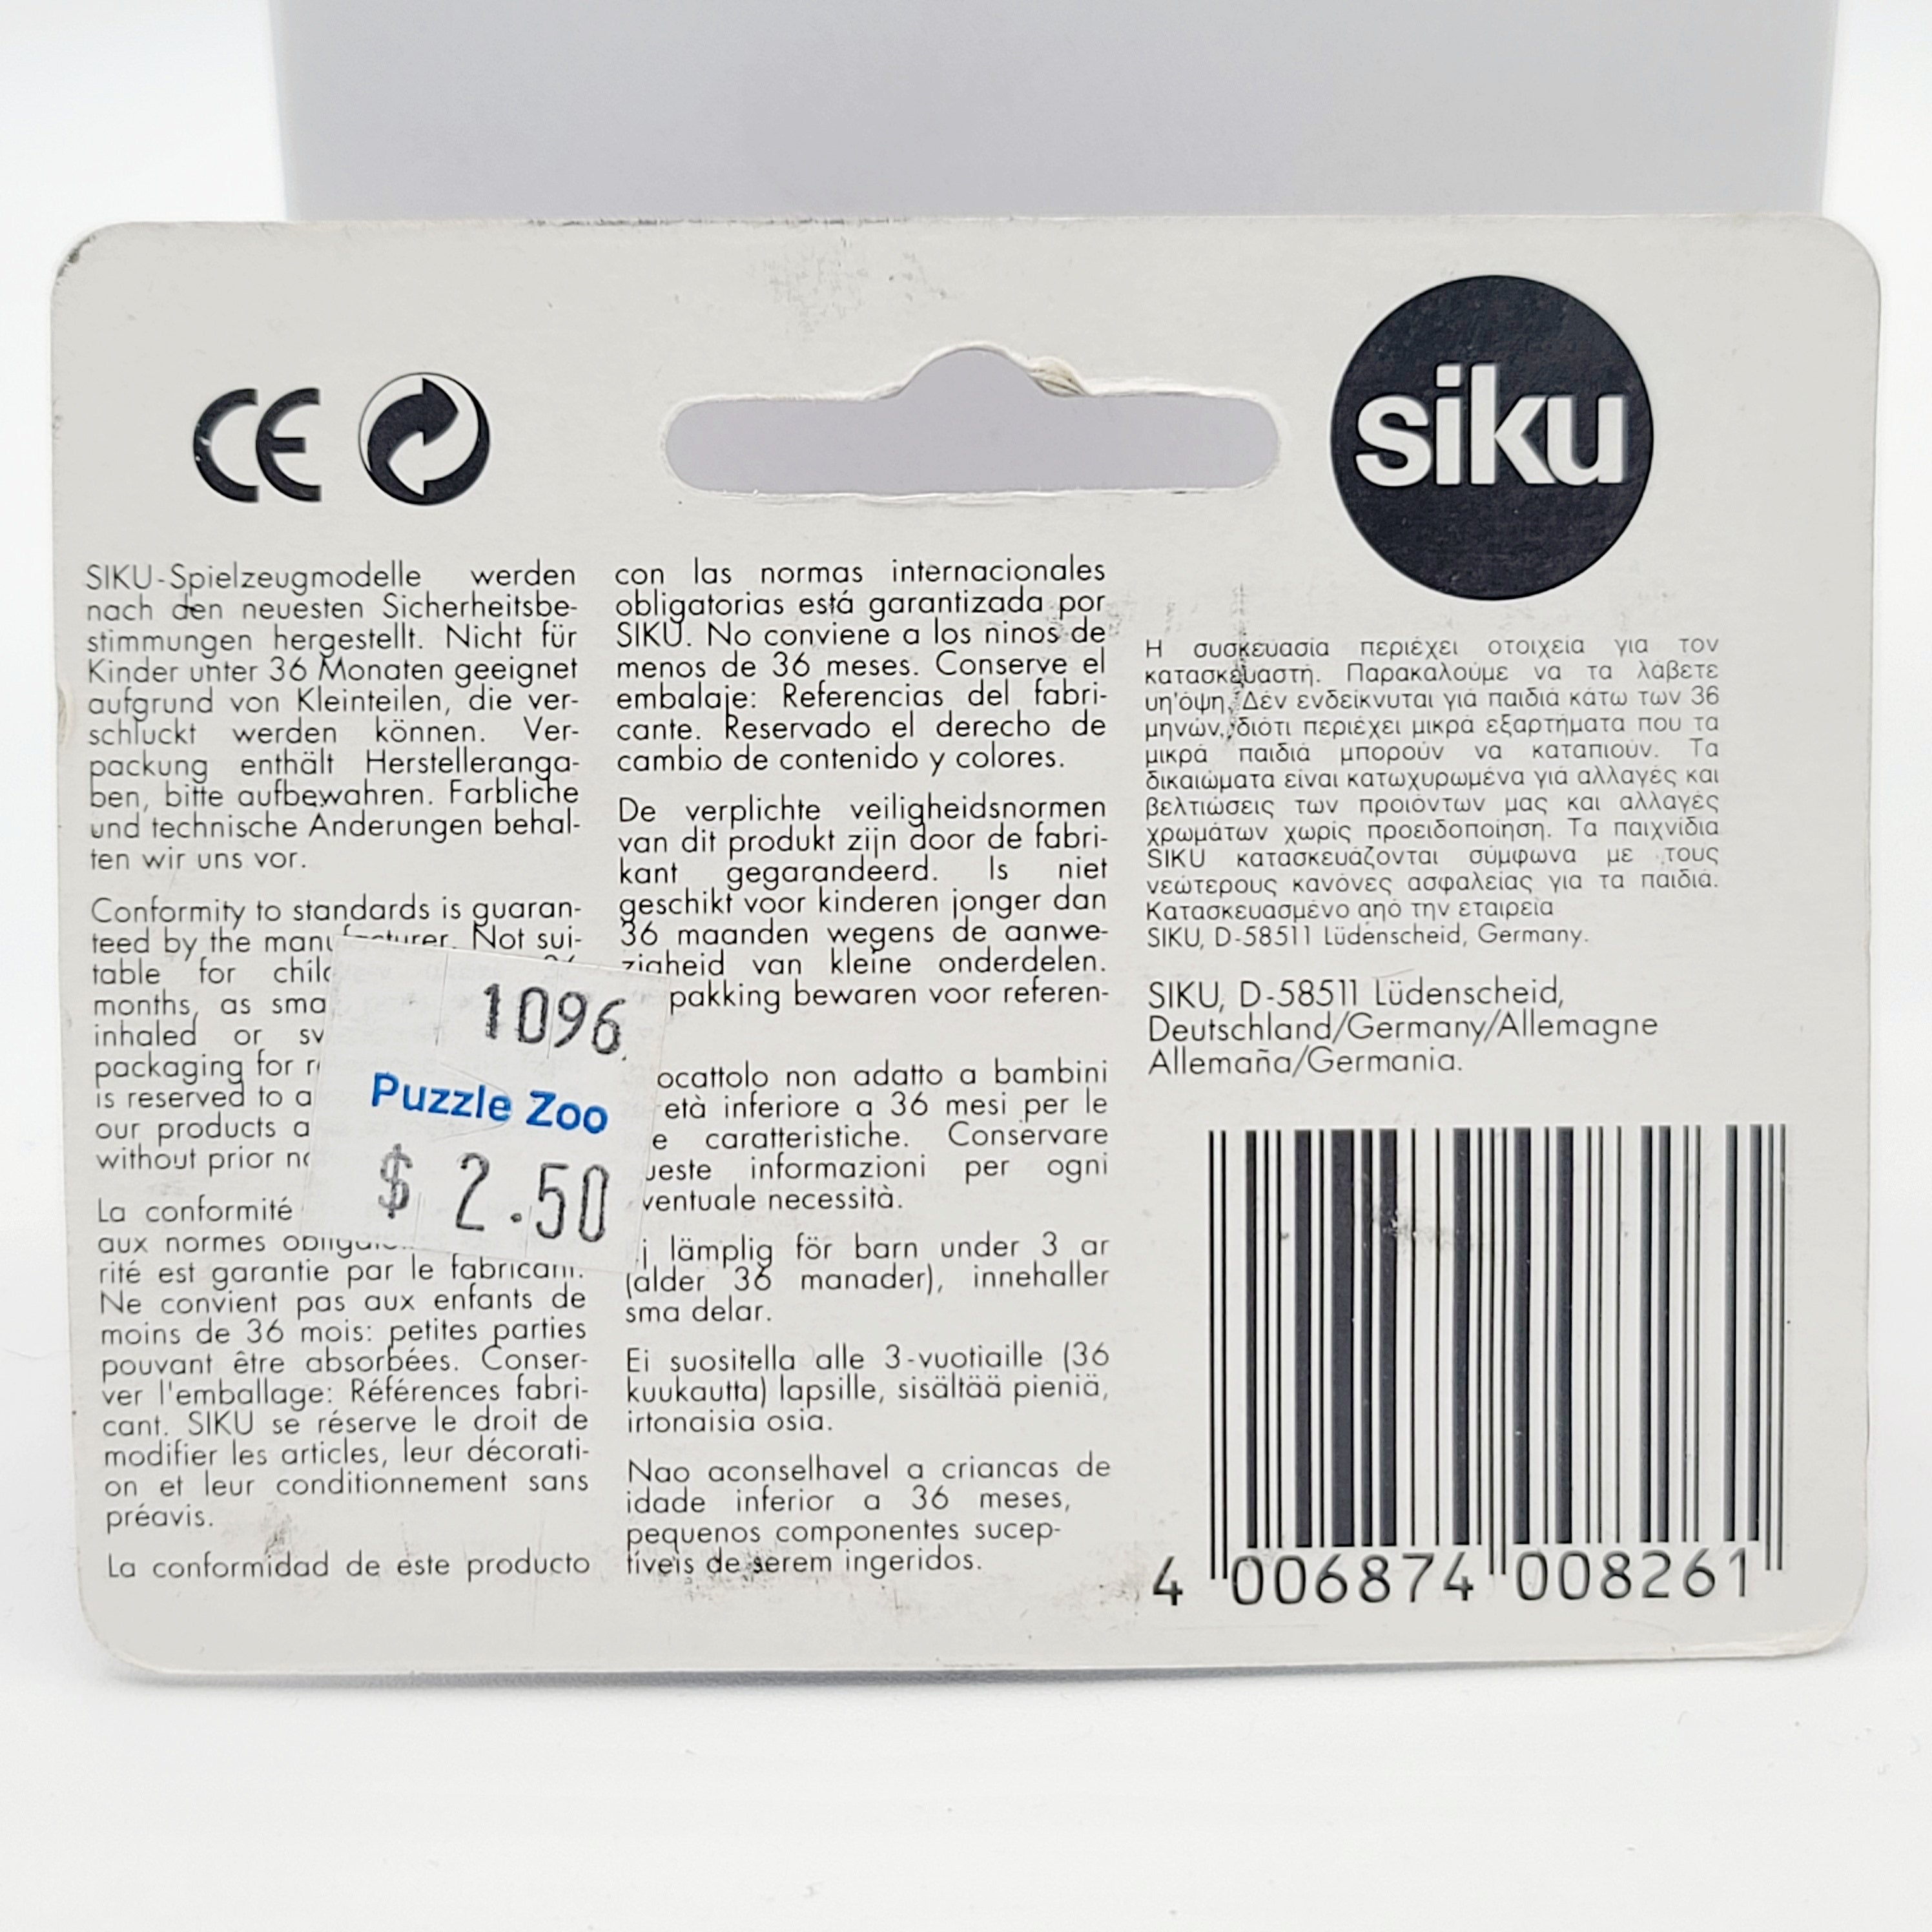 CE
siku
SIKU-Spielzeugmodelle werden
nach den neuesten Sicherheitsbe-
stimmungen hergestellt. Nicht für
Kinder unter 36 Monaten geeignet
aufgrund von Kleinteilen, die ver-
schluckt werden können. Ver-
packung enthält Herstelleranga-
ben, bitte aufbewahren. Farbliche
und technische Änderungen behal-
ten wir uns vor.
Conformity to standards is guaran-
teed by the Not sui-
table for
months, as
inhaled or
packaging for
is reserved to
our products
without prior
La conformité
aux normes
rité est garantie par le fabricant.
Ne convient pas aux enfants de
moins de 36 mois: petites parties
pouvant être absorbées. Conser-
ver l'emballage: Références fabri-
cant. SIKU se réserve le droit de
modifier les articles, leur décorati-
on et leur conditionnement sans
préavis.
La conformidad de este producto
1096
Puzzle Zoo
$ 2.50
con las normas internacionales
obligatorias está garantizada por
SIKU. No conviene a los ninos de
menos de 36 meses. Conserve el
embalaje: Referencias del fabri-
cante. Reservado el derecho de
cambio de contenido y colores.
De verplichte veiligheidsnormen
van dit produkt zijn door de fabri-
kant gegarandeerd. Is niet
geschikt voor kinderen jonger dan
36 maanden wegens de aanwe-
zigheid van kleine onderdelen.
pakking bewaren voor referen-
ocattolo non adatto a bambini
età inferiore a 36 mesi per le
e caratteristiche. Conservare
ueste informazioni per ogni
ventuale necessità.
lämplig för barn under 3 ar
(alder 36 manader), innehaller
sma delar.
Ei suositella alle 3-vuotiaille (36
kuukautta) lapsille, sisältää pieniä,
irtonaisia osia.
Nao aconselhavel a criancas de
idade inferior a 36 meses,
pequenos componentes sucep-
tíveis de serem ingeridos.
Η συσκευασία περιέχει οτοιχεία για τον
κατασκευαστή. Παρακαλούμε να τα λάβετε
υη'όψη. Δέν ενδείκνυται γιά παιδιά κάτω των 36
μηνών, διότι περιέχει μικρά εξαρτήματα που τα
μικρά παιδιά μπορούν να καταπιούν. Τα
δικαιώματα είναι κατωχυρωμένα γιά αλλαγές και
βελτιώσεις των προιόντων μας και αλλαγές
χρωμάτων χωρίς προειδοποίηση. Τα παιχνίδια
SIKU κατασκευάζονται σύμφωνα με τους
νεώτερους κανόνες ασφαλείας για τα παιδιά.
Κατασκευασμένο αηό την εταιρεία
SIKU, D-58511 Lüdenscheid, Germany.
SIKU, D-58511 Lüdenscheid,
Deutschland/Germany/Allemagne
Allemaña/Germania.
4 006874 008261